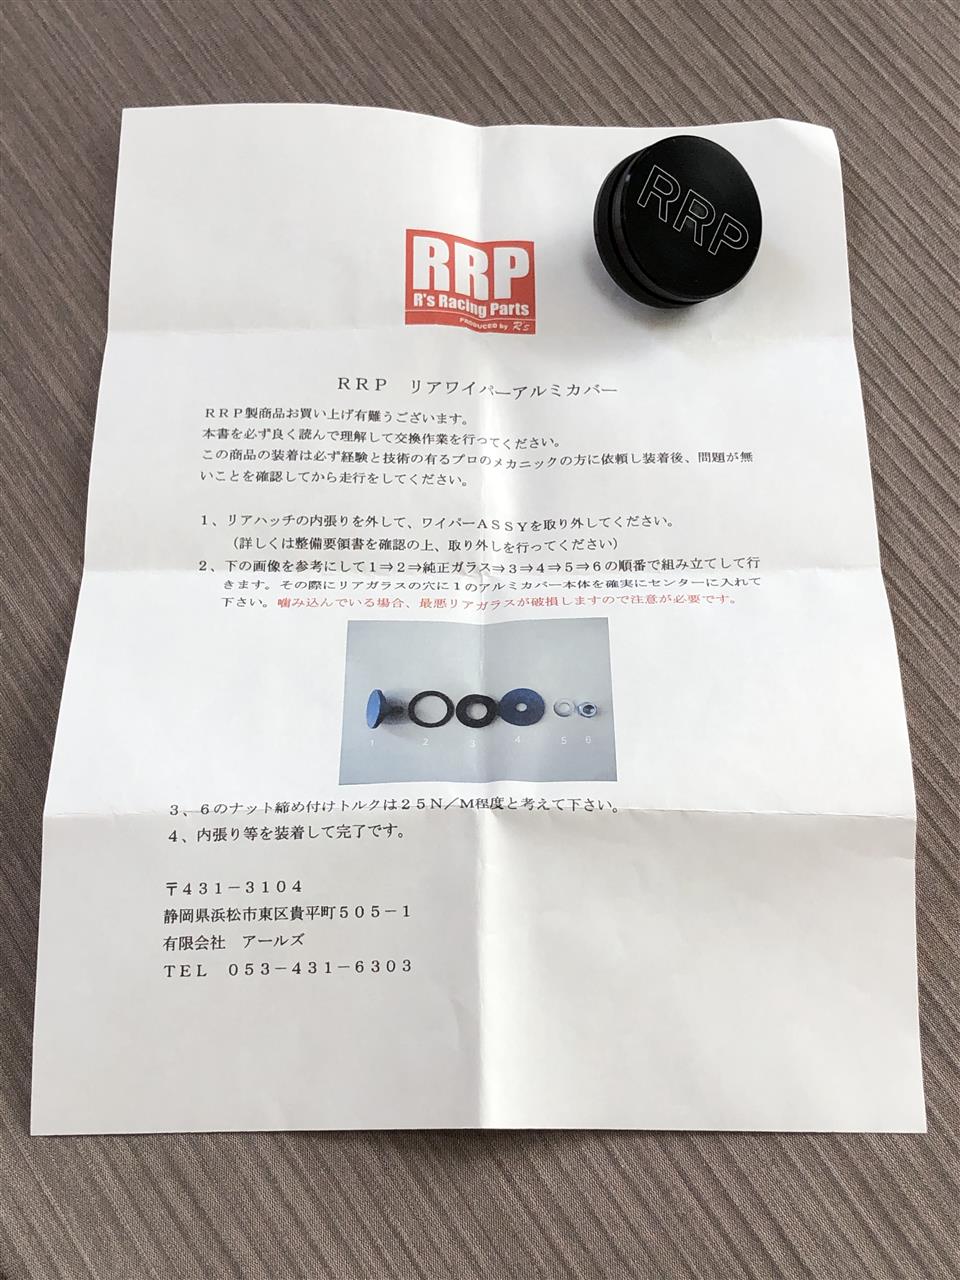 RRP
RRP
R's Racing Parts
PRODUCED by R's
RRP リアワイパーアルミカバー
RRP製商品お買い上げ有難うございます。
本書を必ず良く読んで理解して交換作業を行ってください。
この商品の装着は必ず経験と技術の有るプロのメカニックの方に依頼し装着後、問題が無
いことを確認してから走行をしてください。
1、リアハッチの内張りを外して、ワイパーASSYを取り外してください。
(詳しくは整備要領書を確認の上、取り外しを行ってください)
2、下の画像を参考にして1⇒2⇒純正ガラス⇒3⇒4⇒5⇒6の順番で組み立てして行
きます。その際にリアガラスの穴に1のアルミカバー本体を確実にセンターに入れて
下さい。噛み込んでいる場合、最悪リアガラスが破損しますので注意が必要です。
1 2 3 4 5 6
3、6のナット締め付けトルクは25N/M程度と考えて下さい。
4、内張り等を装着して完了です。
〒431-3104
静岡県浜松市東区貴平町505-1
有限会社 アールズ
TEL 053-431-6303